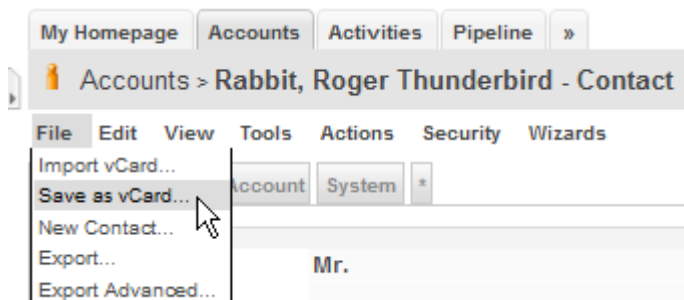 My Homepage Accounts Activities Pipeline »
Accounts > Rabbit, Roger Thunderbird - Contact
File Edit View Tools Actions Security Wizards
Import vCard...
Account System *
Save as vCard...
New Contact...
Export...
Mr.
Export Advanced...